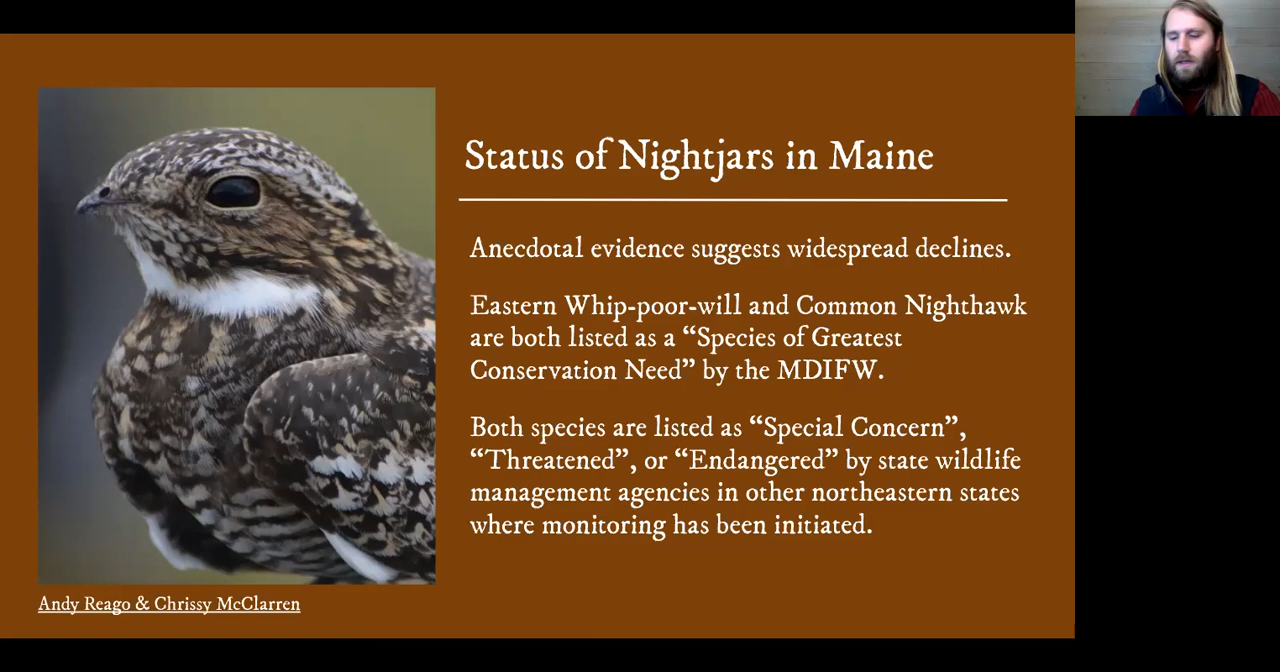 Status of Nightjars in Maine
Anecdotal evidence suggests widespread declines.
Eastern Whip-poor-will and Common Nighthawk
are both listed as a “Species of Greatest
Conservation Need” by the MDIFW.
Both species are listed as “Special Concern”,
“Threatened”, or “Endangered” by state wildlife
management agencies in other northeastern states
where monitoring has been initiated.
Andy Reago & Chrissy McClarren